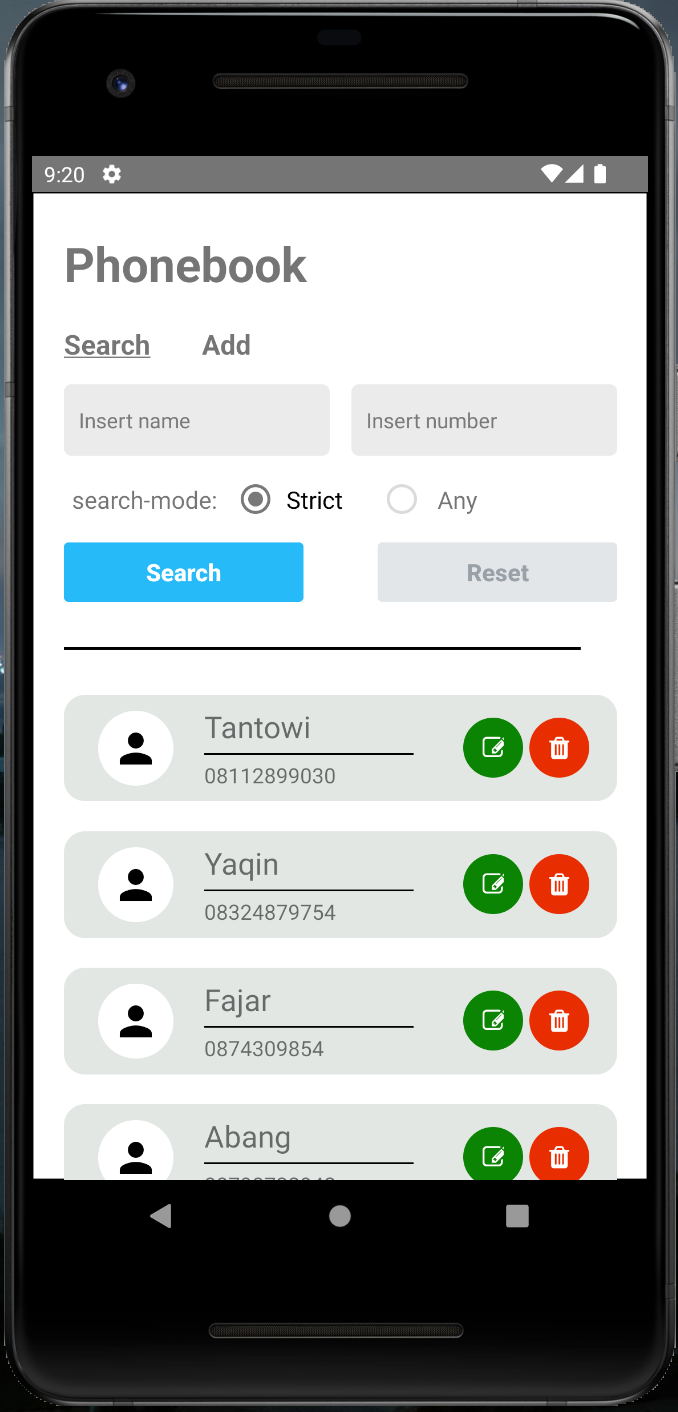 9:20
Phonebook
Search Add
Insert name Insert number
search-mode: Strict Any
Search Reset
Tantowi
08112899030
Yaqin
08324879754
Fajar
0874309854
Abang